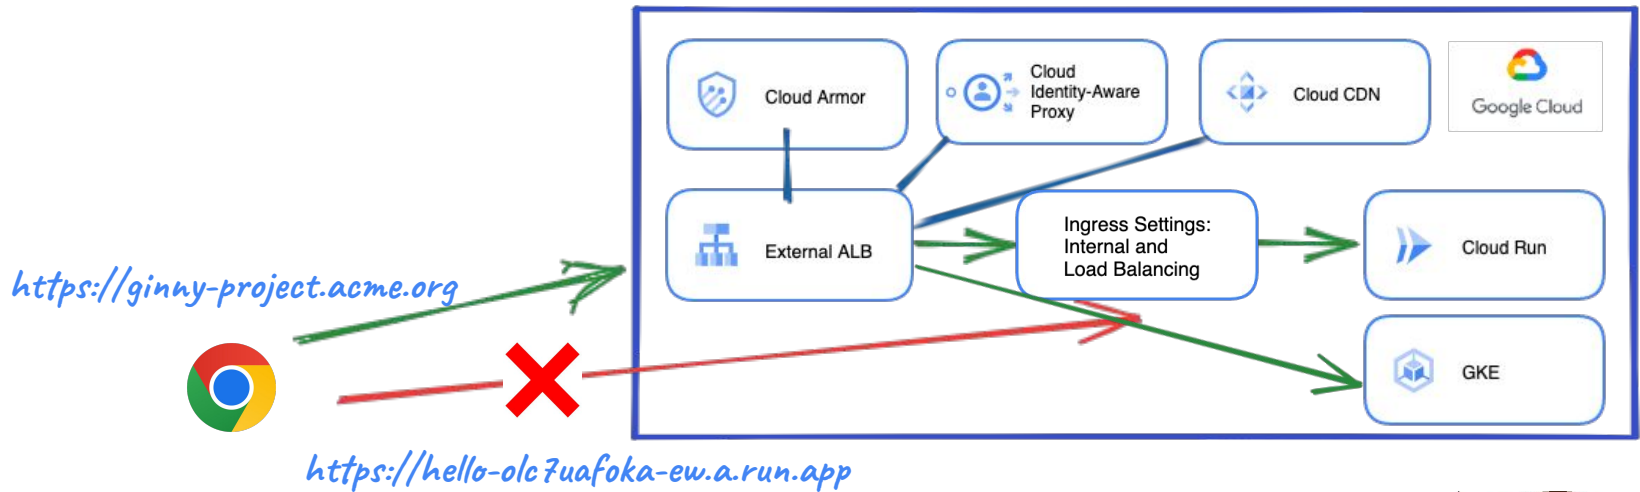 Cloud Armor
Cloud
Identity-Aware
Proxy
Cloud CDN
Google Cloud
External ALB
Ingress Settings:
Internal and
Load Balancing
Cloud Run
GKE
https://ginny-project.acme.org
https://hello-olc7uafoka-ew.a.run.app